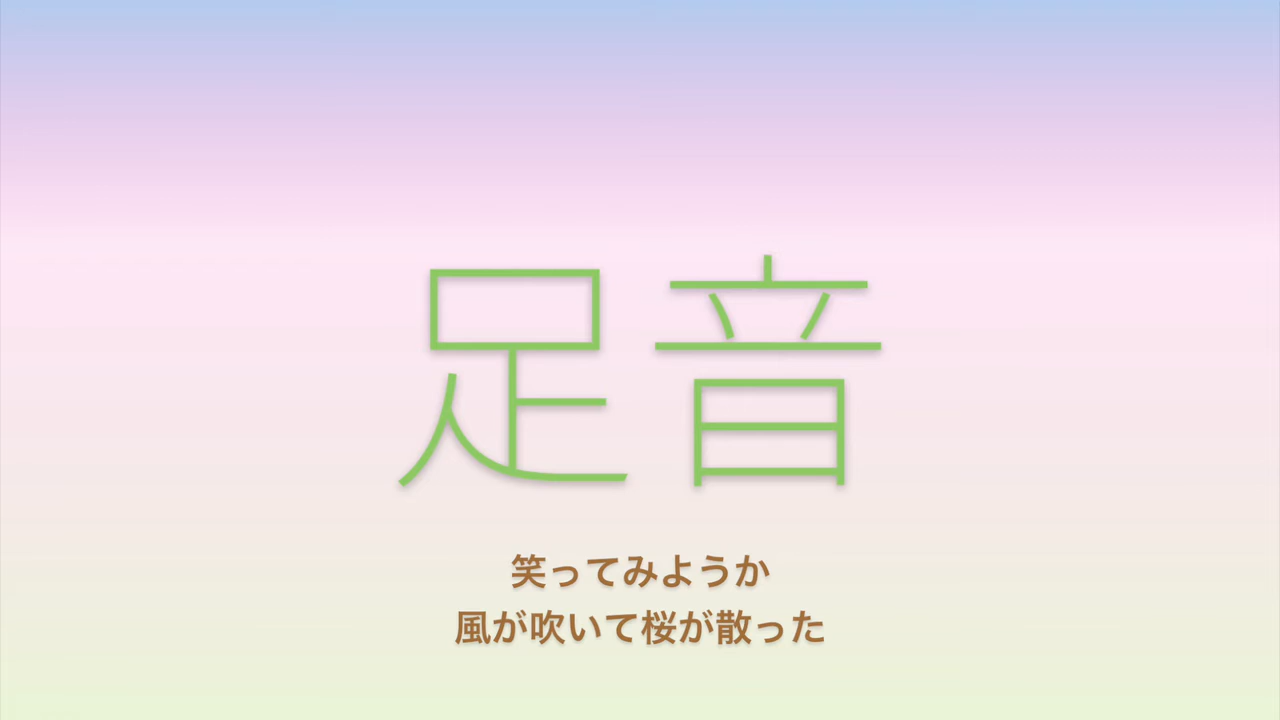 足音
笑ってみようか
風が吹いて桜が散った